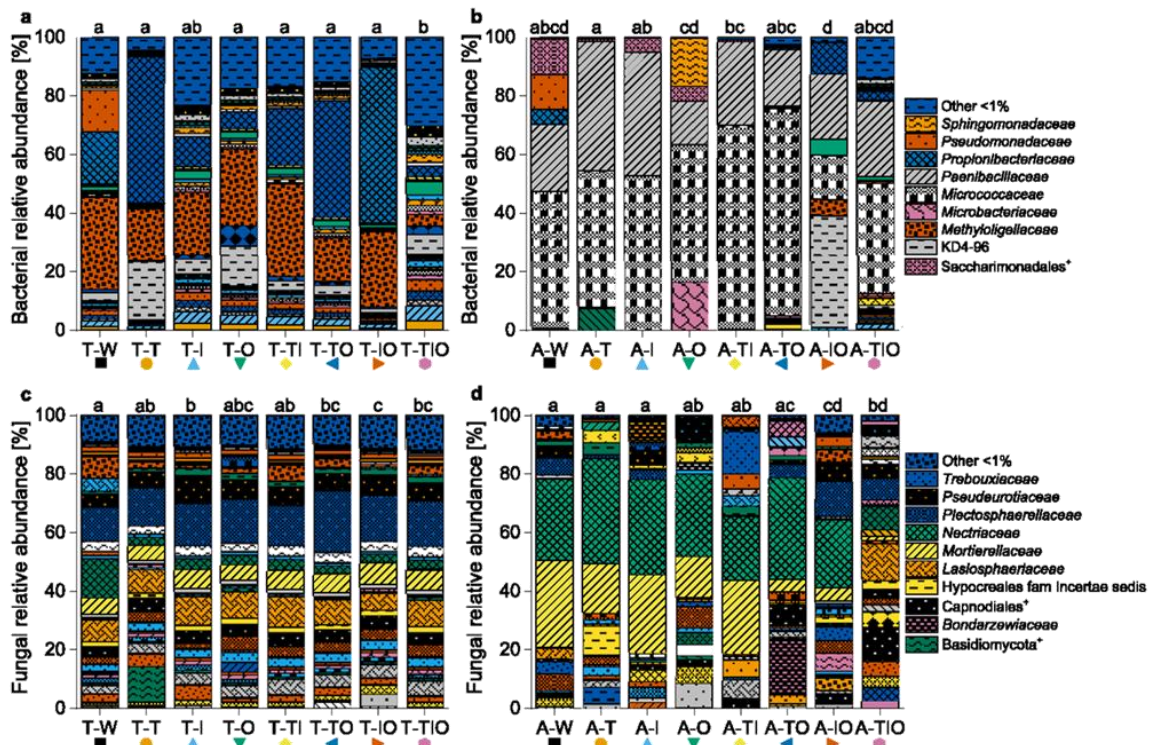 a
a a ab a a a a b
Bacterial relative abundance [%]
100
80
60
40
20
0
T-W T-T T-I T-O T-TI T-TO T-IO T-TIO
b
abcd a ab cd bc abc d abcd
Bacterial relative abundance [%]
100
80
60
40
20
0
A-W A-T A-I A-O A-TI A-TO A-IO A-TIO
Other <1%
Sphingomonadaceae
Pseudomonadaceae
Propionibacteriaceae
Paenibacillaceae
Micrococcaceae
Microbacteriaceae
Methyloligellaceae
KD4-96
Saccharimonadales+
c
a ab b abc ab bc c bc
Fungal relative abundance [%]
100
80
60
40
20
0
T-W T-T T-I T-O T-TI T-TO T-IO T-TIO
d
a a a ab ab ac cd bd
Fungal relative abundance [%]
100
80
60
40
20
0
A-W A-T A-I A-O A-TI A-TO A-IO A-TIO
Other <1%
Trebouxiaceae
Pseudeurotiaceae
Plectosphaerellaceae
Nectriaceae
Mortierellaceae
Lasiosphaeriaceae
Hypocreales fam Incertae sedis
Capnodiales+
Bondarzewiaceae
Basidiomycota+